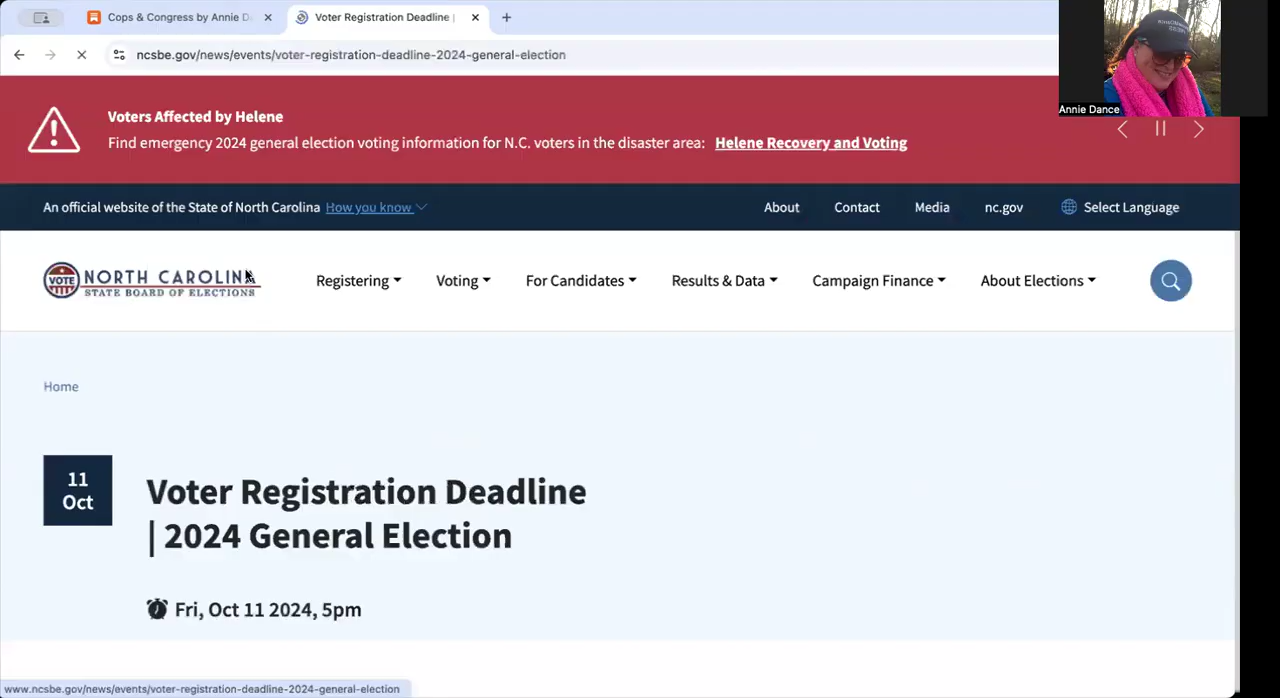 Cops & Congress by Annie D
Voter Registration Deadline |
ncsbe.gov/news/events/voter-registration-deadline-2024-general-election
Annie Dance
Voters Affected by Helene
Find emergency 2024 general election voting information for N.C. voters in the disaster area: Helene Recovery and Voting
An official website of the State of North Carolina How you know
About Contact Media nc.gov Select Language
VOTE NORTH CAROLINA
STATE BOARD OF ELECTIONS
Registering Voting For Candidates Results & Data Campaign Finance About Elections
Home
11
Oct
Voter Registration Deadline
| 2024 General Election
Fri, Oct 11 2024, 5pm
www.ncsbe.gov/news/events/voter-registration-deadline-2024-general-election